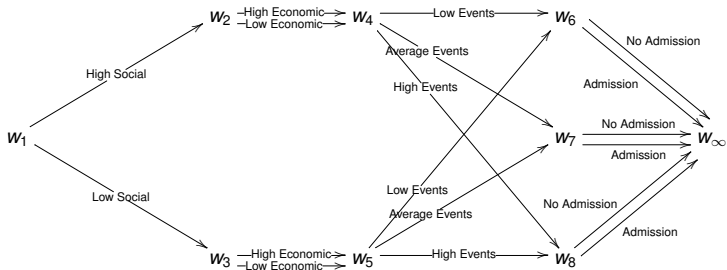 w2 High Economic w4 Low Events w6
Low Economic
No Admission
Average Events
High Social
Admission
High Events
w1 w7 No Admission w∞
Admission
Low Social
Low Events
No Admission
Average Events
Admission
w3 High Economic w5 High Events w8
Low Economic